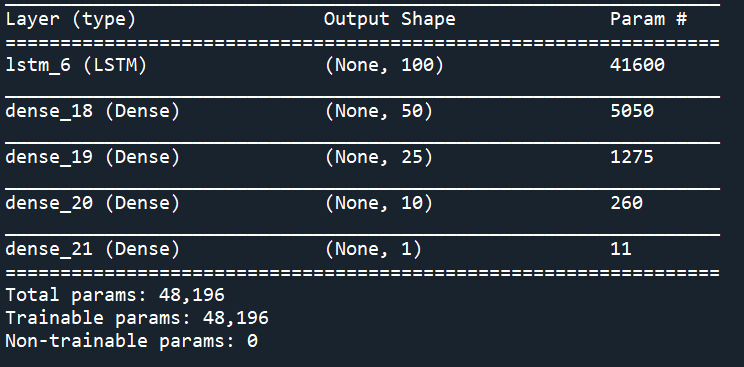 Layer (type) Output Shape Param #
=================================================================
lstm_6 (LSTM) (None, 100) 41600
_________________________________________________________________
dense_18 (Dense) (None, 50) 5050
_________________________________________________________________
dense_19 (Dense) (None, 25) 1275
_________________________________________________________________
dense_20 (Dense) (None, 10) 260
_________________________________________________________________
dense_21 (Dense) (None, 1) 11
=================================================================
Total params: 48,196
Trainable params: 48,196
Non-trainable params: 0